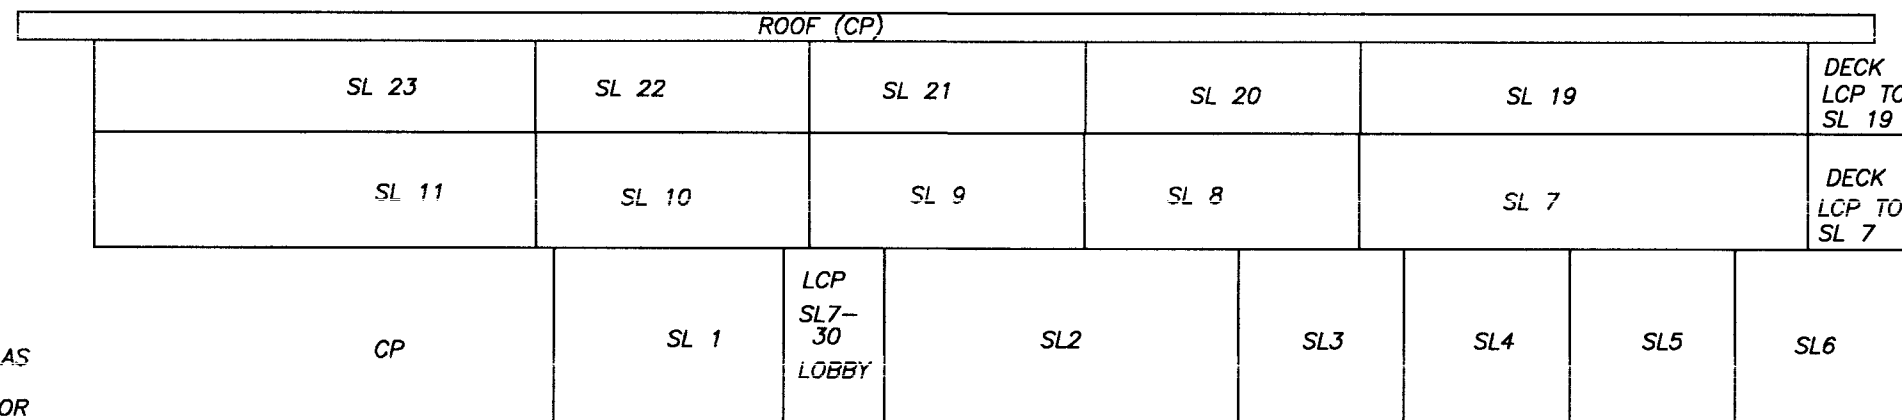 ROOF (CP)
SL 23
SL 22
SL 21
SL 20
SL 19
DECK
LCP TO
SL 19
SL 11
SL 10
SL 9
SL 8
SL 7
DECK
LCP TO
SL 7
CP
SL 1
LCP
SL7-
30
LOBBY
SL2
SL3
SL4
SL5
SL6
AS
OR